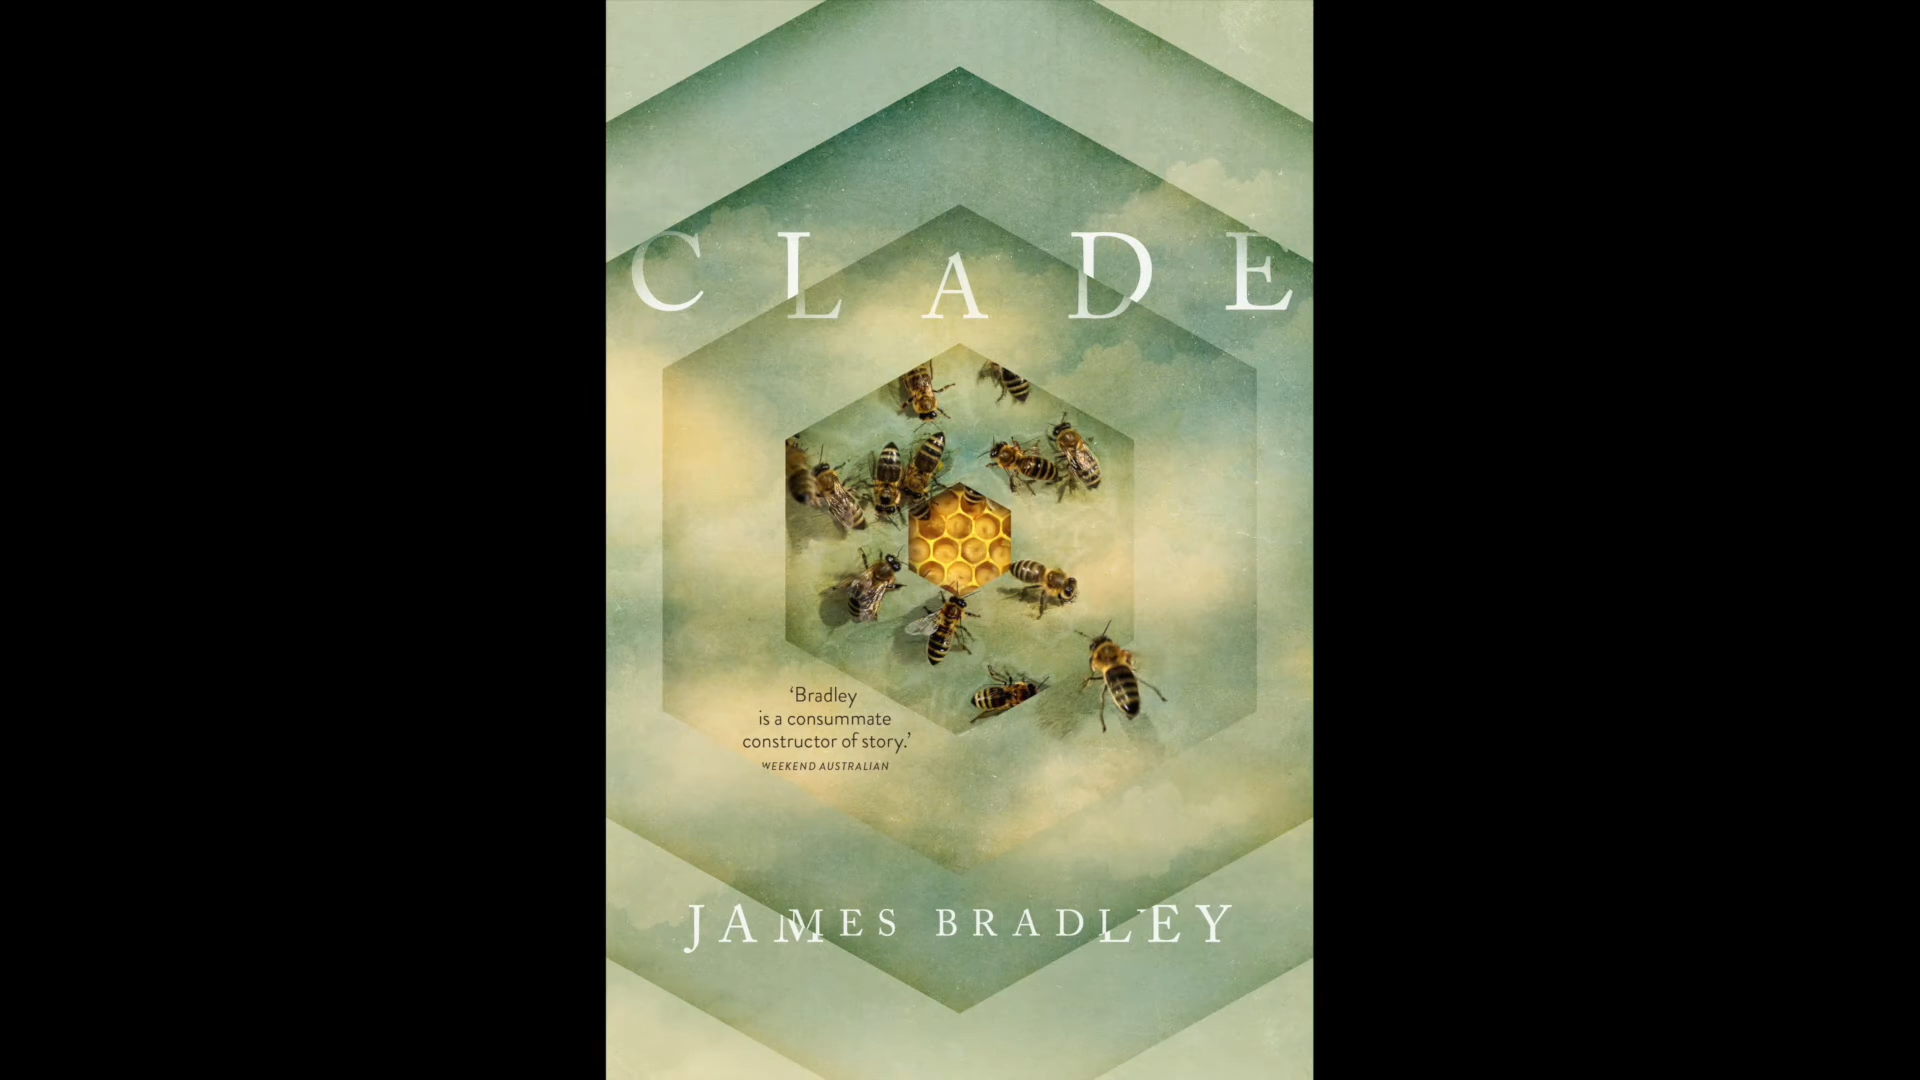 CLADE
‘Bradley
is a consummate
constructor of story.’
WEEKEND AUSTRALIAN
JAMES BRADLEY